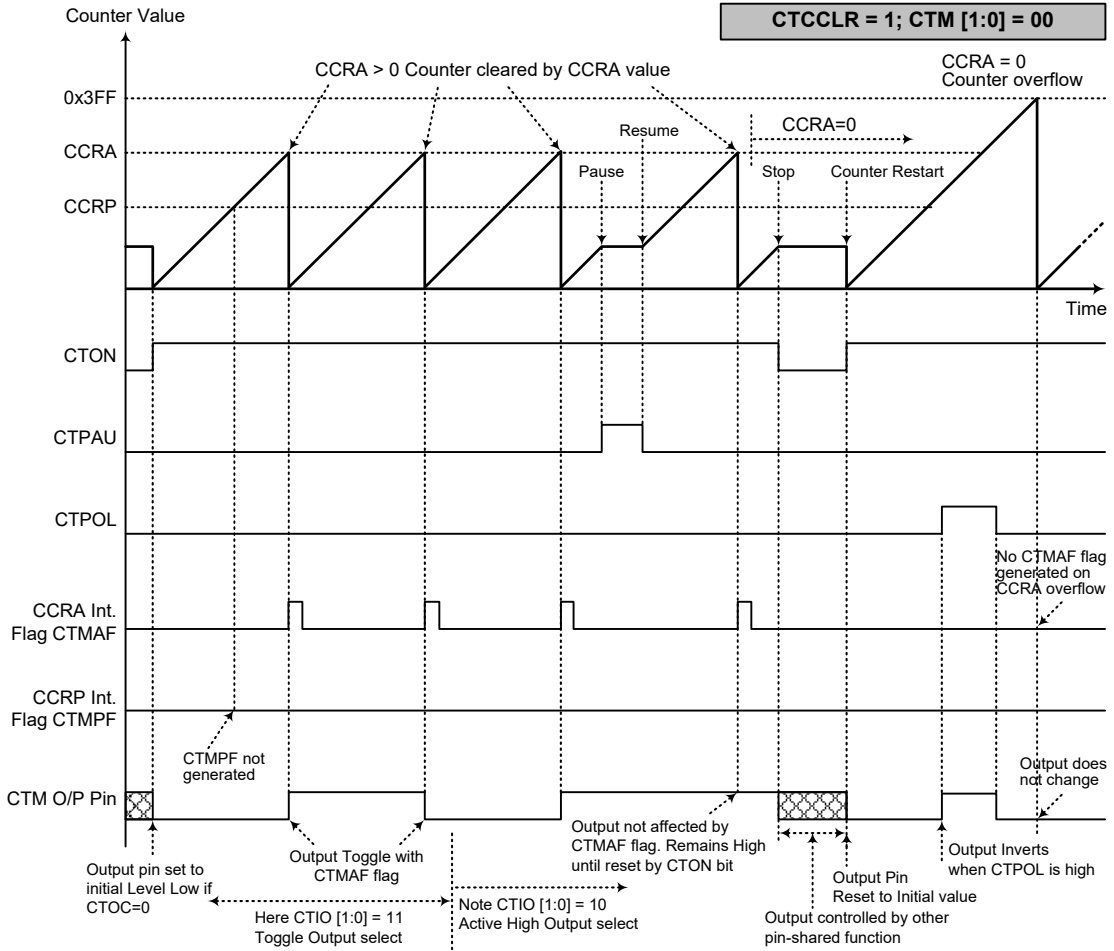 Counter Value
CTCCLR = 1; CTM [1:0] = 00
CCRA > 0 Counter cleared by CCRA value
CCRA = 0
Counter overflow
0x3FF
Resume
CCRA=0
CCRA
Pause
Stop
Counter Restart
CCRP
Time
CTON
CTPAU
CTPOL
No CTMAF flag
generated on
CCRA overflow
CCRA Int.
Flag CTMAF
CCRP Int.
Flag CTMPF
CTMPF not
generated
Output does
not change
CTM O/P Pin
Output pin set to
initial Level Low if
CTOC=0
Output Toggle with
CTMAF flag
Output not affected by
CTMAF flag. Remains High
until reset by CTON bit
Output Inverts
when CTPOL is high
Output Pin
Reset to Initial value
Here CTIO [1:0] = 11
Toggle Output select
Note CTIO [1:0] = 10
Active High Output select
Output controlled by other
pin-shared function